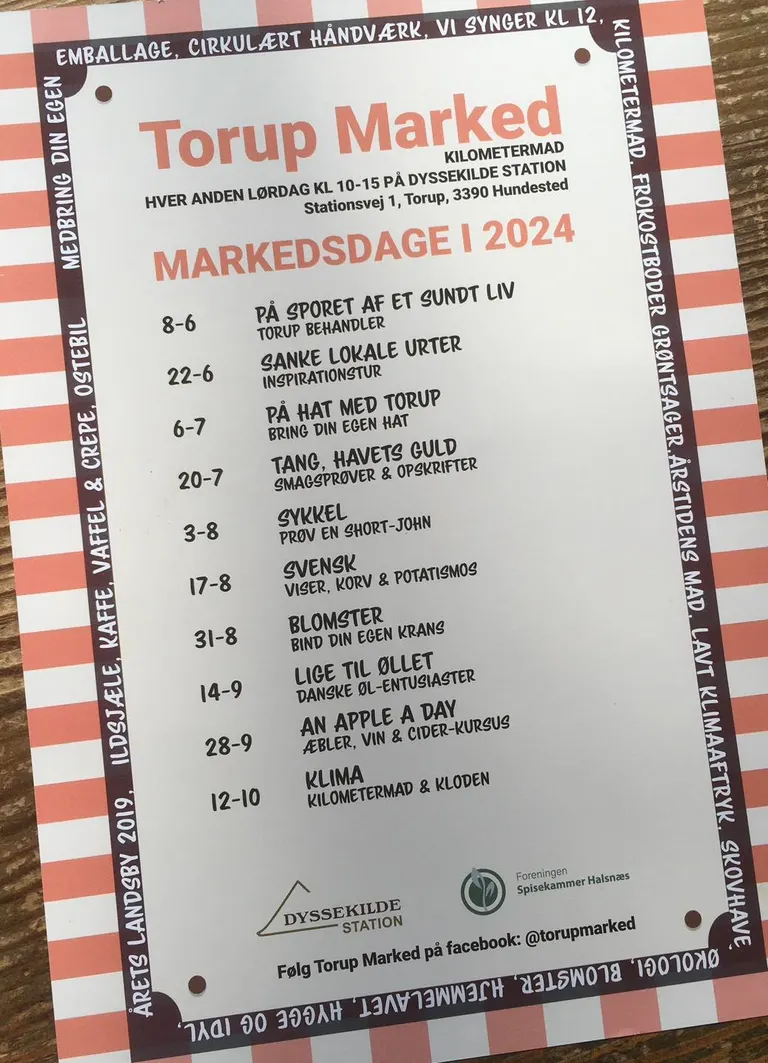 EMBALLAGE, CIRKULÆRT HÅNDVÆRK, VI SYNGER KL 12,
KILOMETERMAD, FROKOSTBODER GRØNTSAGER, ÅRSTIDENS MAD, LAVT KLIMAAFTRYK, SKOVHAVE,
ØKOLOGI, BLOMSTER, HJEMMELAVET, HYGGE OG IDYL,
ÅRETS LANDSBY 2019, ILDSJÆLE, KAFFE, VAFFEL & CREPE, OSTEBIL MEDBRING DIN EGEN
Torup Marked
KILOMETERMAD
HVER ANDEN LØRDAG KL 10-15 PÅ DYSSEKILDE STATION
Stationsvej 1, Torup, 3390 Hundested
MARKEDSDAGE I 2024
8-6 PÅ SPORET AF ET SUNDT LIV
TORUP BEHANDLER
22-6 SANKE LOKALE URTER
INSPIRATIONSTUR
6-7 PÅ HAT MED TORUP
BRING DIN EGEN HAT
20-7 TANG, HAVETS GULD
SMAGSPRØVER & OPSKRIFTER
3-8 SYKKEL
PRØV EN SHORT-JOHN
17-8 SVENSK
VISER, KORV & POTATISMOS
31-8 BLOMSTER
BIND DIN EGEN KRANS
14-9 LIGE TIL ØLLET
DANSKE ØL-ENTUSIASTER
28-9 AN APPLE A DAY
ÆBLER, VIN & CIDER-KURSUS
12-10 KLIMA
KILOMETERMAD & KLODEN
DYSSEKILDE
STATION
Foreningen
Spisekammer Halsnæs
Følg Torup Marked på facebook: @torupmarked